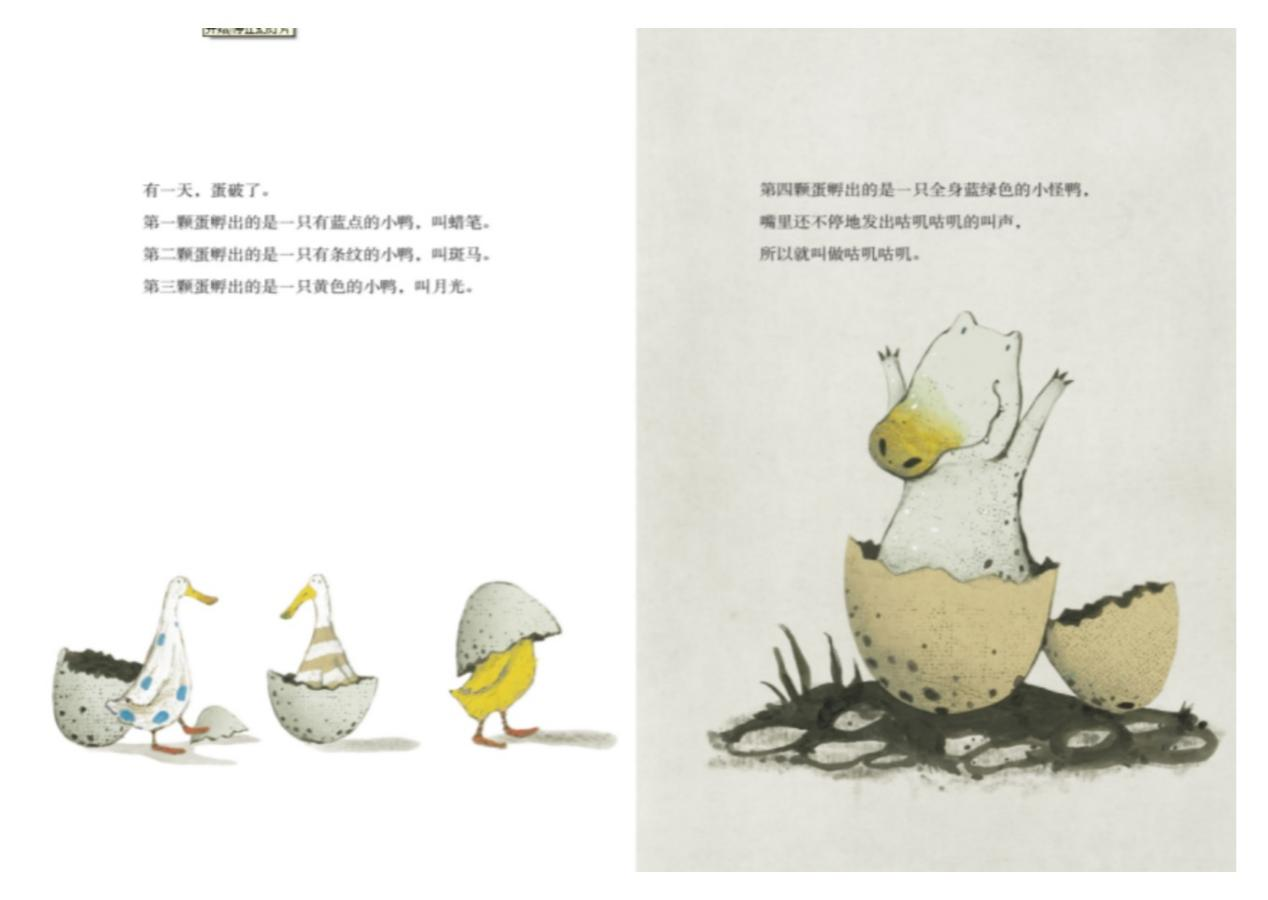 有一天，蛋破了。
第一颗蛋孵出的是一只有蓝点的小鸭，叫蜡笔。
第二颗蛋孵出的是一只有条纹的小鸭，叫斑马。
第三颗蛋孵出的是一只黄色的小鸭，叫月光。
第四颗蛋孵出的是一只全身蓝绿色的小怪鸭，
嘴里还不停地发出咕叽咕叽的叫声，
所以就叫做咕叽咕叽。